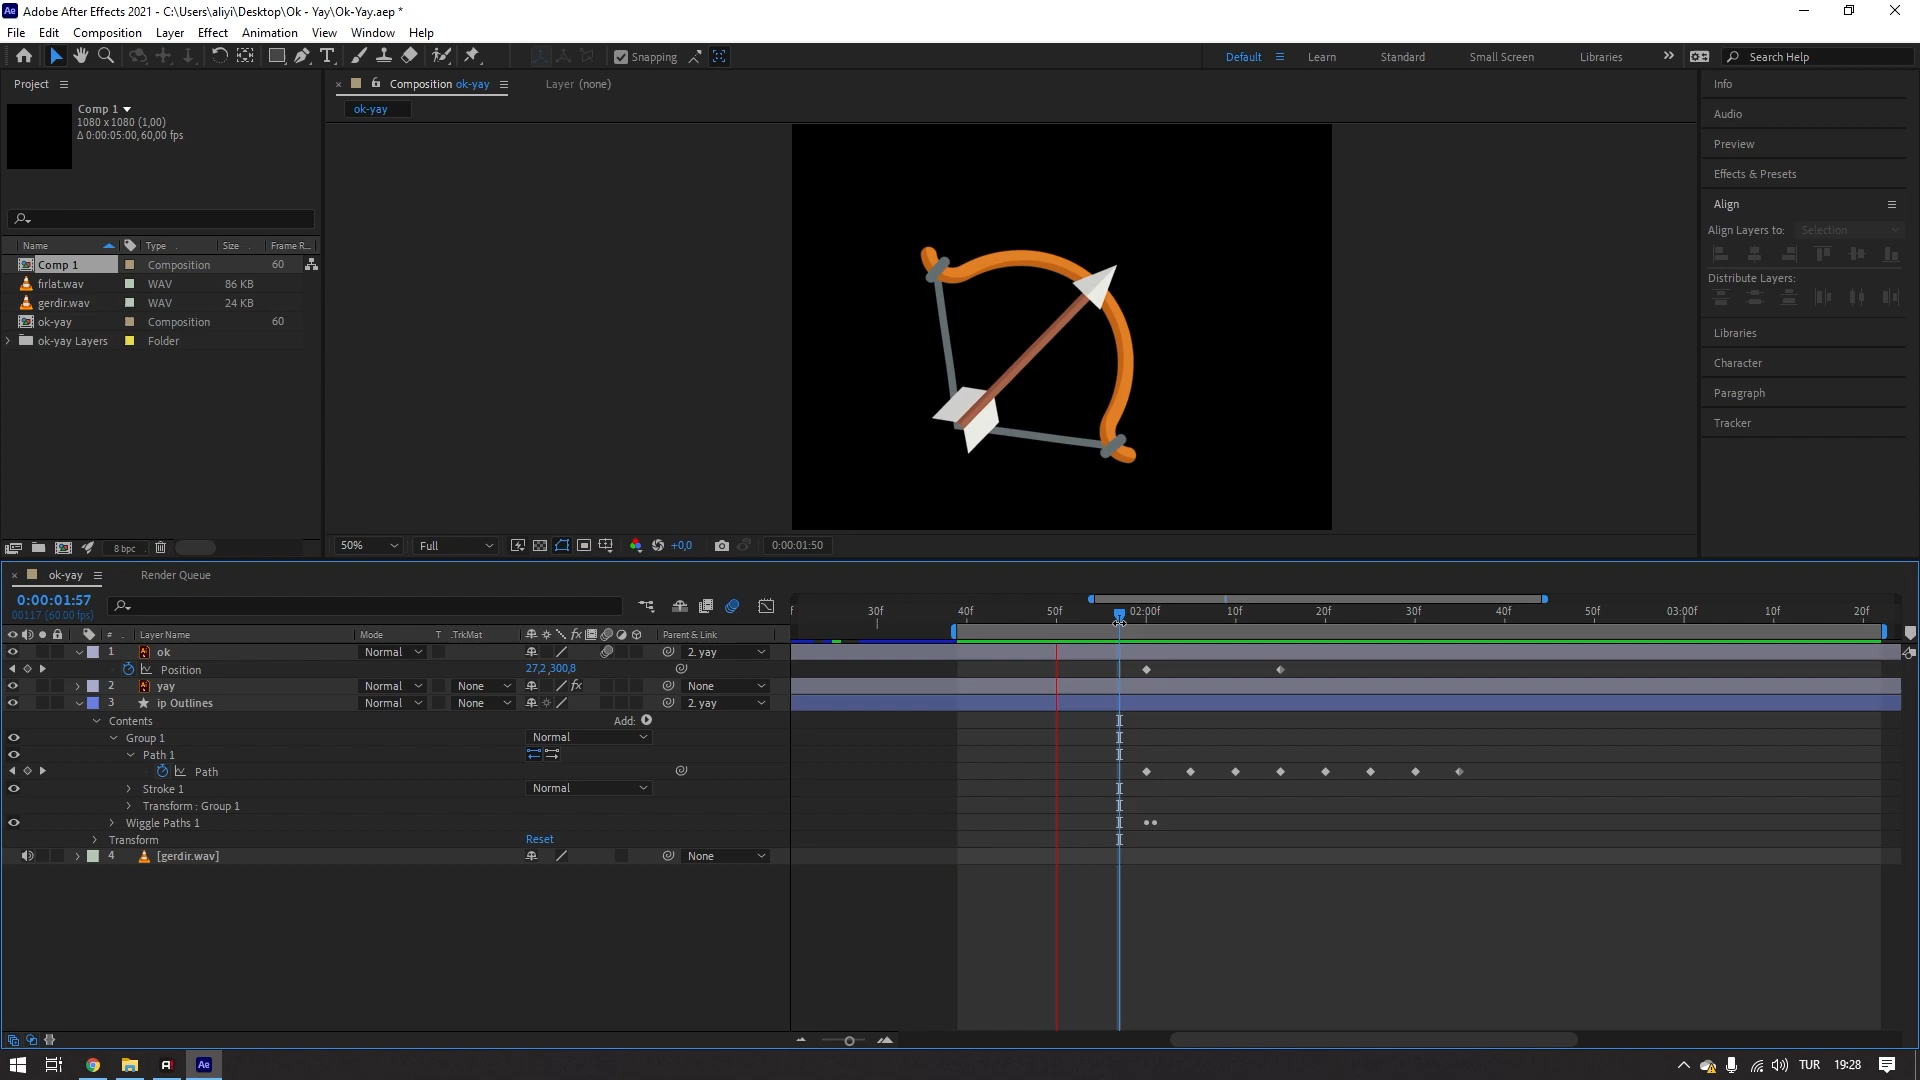 Adobe After Effects 2021 - C:\Users\aliyi\Desktop\Ok - Yay\Ok-Yay.aep *
File Edit Composition Layer Effect Animation View Window Help
Snapping Default Learn Standard Small Screen Libraries Search Help
Project
Comp 1
1080 x 1080 (1,00)
Δ 0:00:05:00, 60,00 fps
Name Type Size Frame R...
Comp 1 Composition 60
fırlat.wav WAV 86 KB
gerdir.wav WAV 24 KB
ok-yay Composition 60
ok-yay Layers Folder
8 bpc
Composition ok-yay Layer (none)
ok-yay
50% Full +0,0 0:00:01:50
Info
Audio
Preview
Effects & Presets
Align
Align Layers to: Selection
Distribute Layers:
Libraries
Character
Paragraph
Tracker
ok-yay Render Queue
0:00:01:57
00117 (60.00 fps)
f 30f 40f 50f 02:00f 10f 20f 30f 40f 50f 03:00f 10f 20f
# Layer Name Mode T .TrkMat fx Parent & Link
1 ok Normal 2. yay
Position 27,2 ,300,8
2 yay Normal None fx None
3 ip Outlines Normal None 2. yay
Contents Add:
Group 1 Normal
Path 1
Path
Stroke 1 Normal
Transform : Group 1
Wiggle Paths 1
Transform Reset
4 [gerdir.wav] None
Ae TUR 19:28